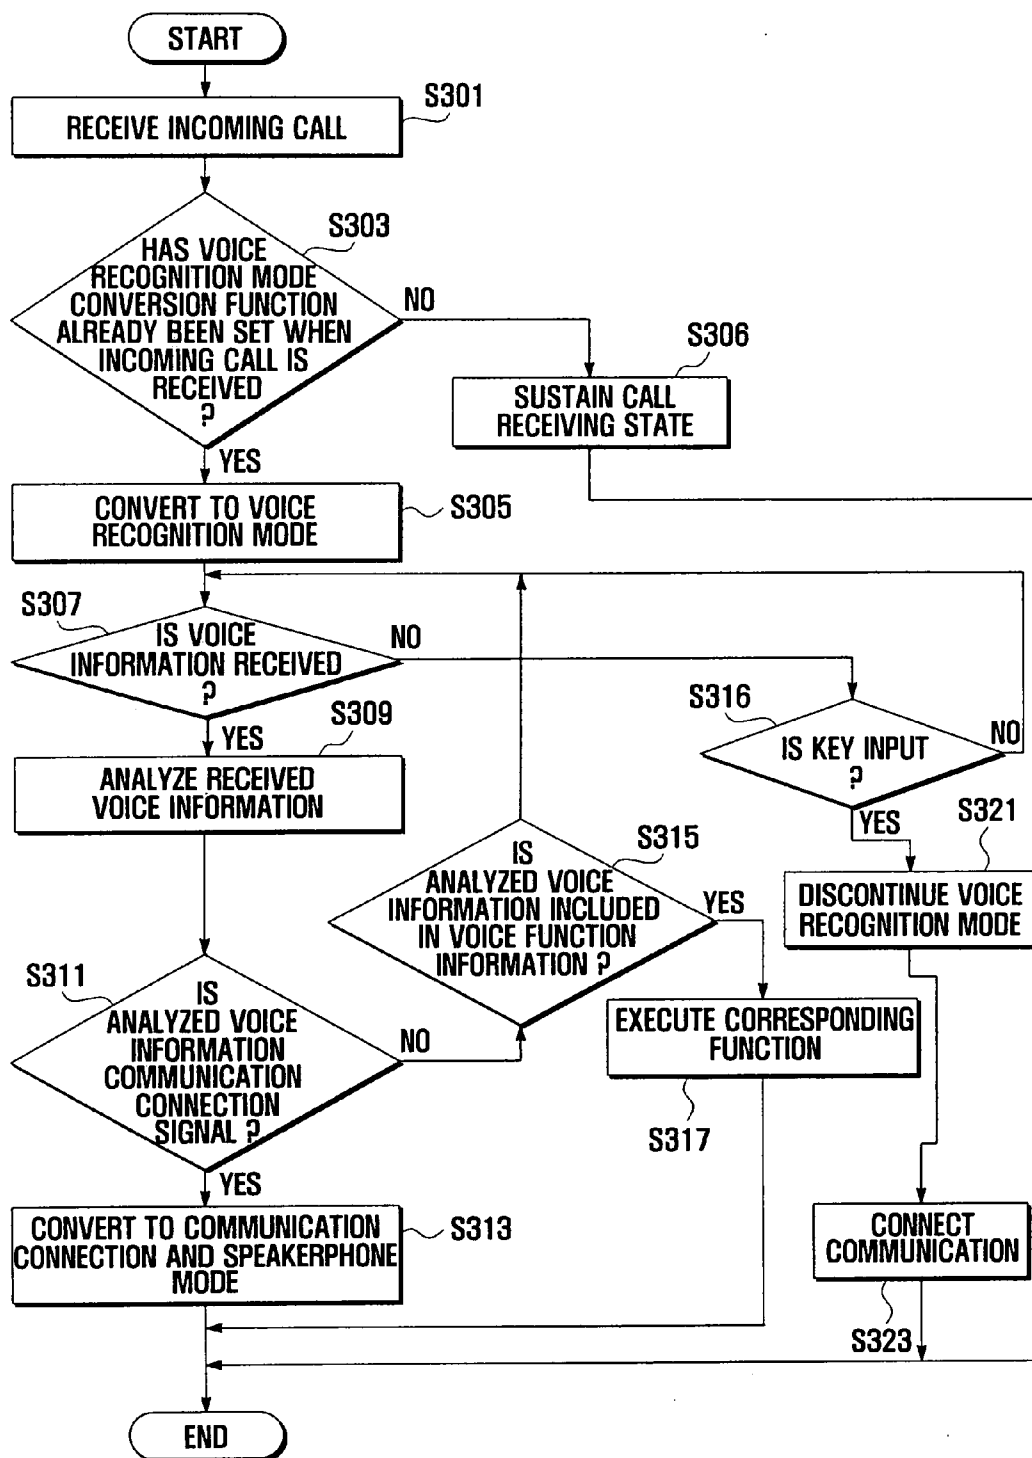 START
S301
RECEIVE INCOMING CALL
S303
HAS VOICE
RECOGNITION MODE
CONVERSION FUNCTION
ALREADY BEEN SET WHEN
INCOMING CALL IS
RECEIVED
?
NO
S306
SUSTAIN CALL
RECEIVING STATE
YES
CONVERT TO VOICE
RECOGNITION MODE
S305
S307
IS VOICE
INFORMATION RECEIVED
?
NO
S316
IS KEY INPUT
?
NO
YES
S309
ANALYZE RECEIVED
VOICE INFORMATION
YES
S321
DISCONTINUE VOICE
RECOGNITION MODE
S315
IS
ANALYZED VOICE
INFORMATION INCLUDED
IN VOICE FUNCTION
INFORMATION ?
YES
S311
IS
ANALYZED VOICE
INFORMATION
COMMUNICATION
CONNECTION
SIGNAL ?
NO
EXECUTE CORRESPONDING
FUNCTION
S317
YES
CONVERT TO COMMUNICATION
CONNECTION AND SPEAKERPHONE
MODE
S313
CONNECT
COMMUNICATION
S323
END